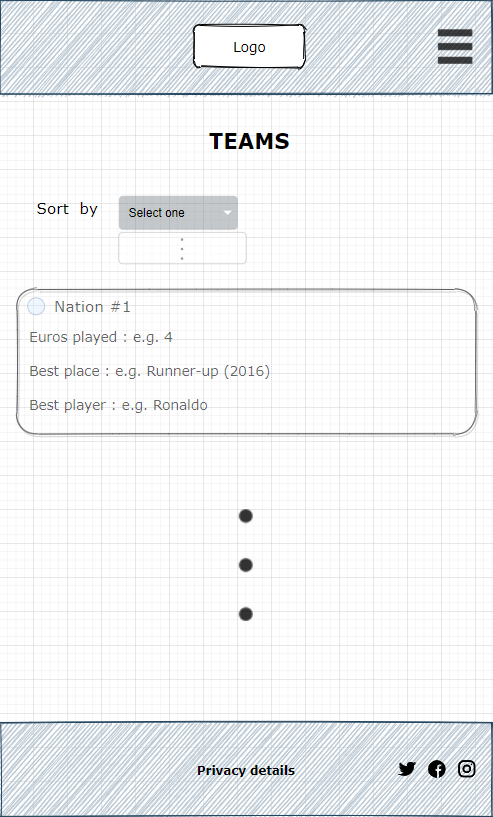 Logo
TEAMS
Sort by
Select one
Nation #1
Euros played : e.g. 4
Best place : e.g. Runner-up (2016)
Best player : e.g. Ronaldo
Privacy details